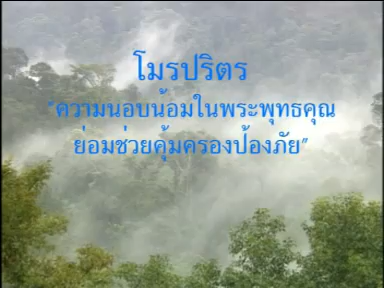 โมรปริตร
“ความนอบน้อมในพระพุทธคุณ
ย่อมช่วยคุ้มครองป้องภัย”